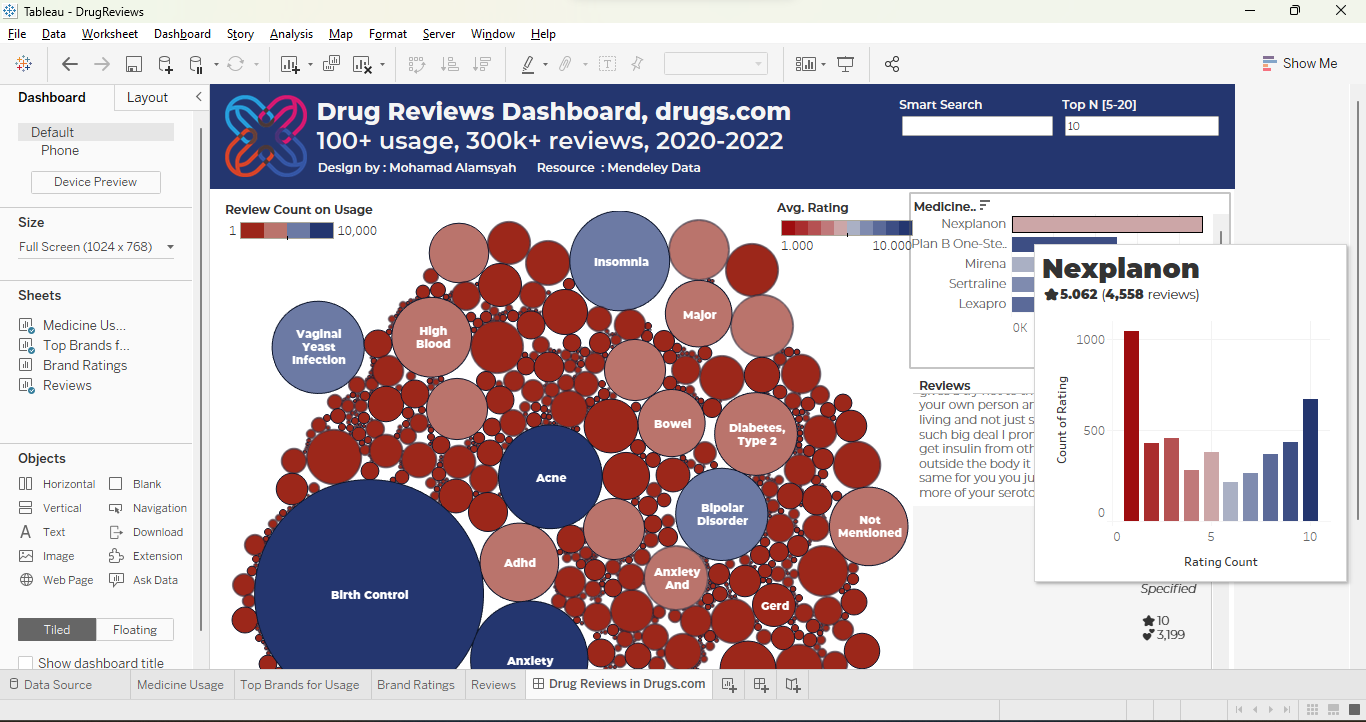 Tableau - DrugReviews
File Data Worksheet Dashboard Story Analysis Map Format Server Window Help
Show Me
Dashboard
Layout
Default
Phone
Device Preview
Size
Full Screen (1024 x 768)
Sheets
Medicine Us...
Top Brands f...
Brand Ratings
Reviews
Objects
Horizontal
Blank
Vertical
Navigation
Text
Download
Image
Extension
Web Page
Ask Data
Tiled
Floating
Show dashboard title
Drug Reviews Dashboard, drugs.com
100+ usage, 300k+ reviews, 2020-2022
Design by : Mohamad Alamsyah Resource : Mendeley Data
Smart Search
Top N [5-20]
10
Review Count on Usage
1
10,000
Avg. Rating
1.000
10.000
Insomnia
Vaginal
Yeast
Infection
High
Blood
Major
Bowel
Diabetes,
Type 2
Acne
Bipolar
Disorder
Not
Mentioned
Adhd
Anxiety
And
Birth Control
Gerd
Anxiety
Medicine..
Nexplanon
Plan B One-Ste..
Mirena
Sertraline
Lexapro
0K
Reviews
your own person ar
living and not just s
such big deal I pror
get insulin from oth
outside the body it
same for you you ju
more of your seroto
Nexplanon
5.062 (4,558 reviews)
Count of Rating
1000
500
0
0
5
10
Rating Count
Specified
10
3,199
Data Source
Medicine Usage
Top Brands for Usage
Brand Ratings
Reviews
Drug Reviews in Drugs.com